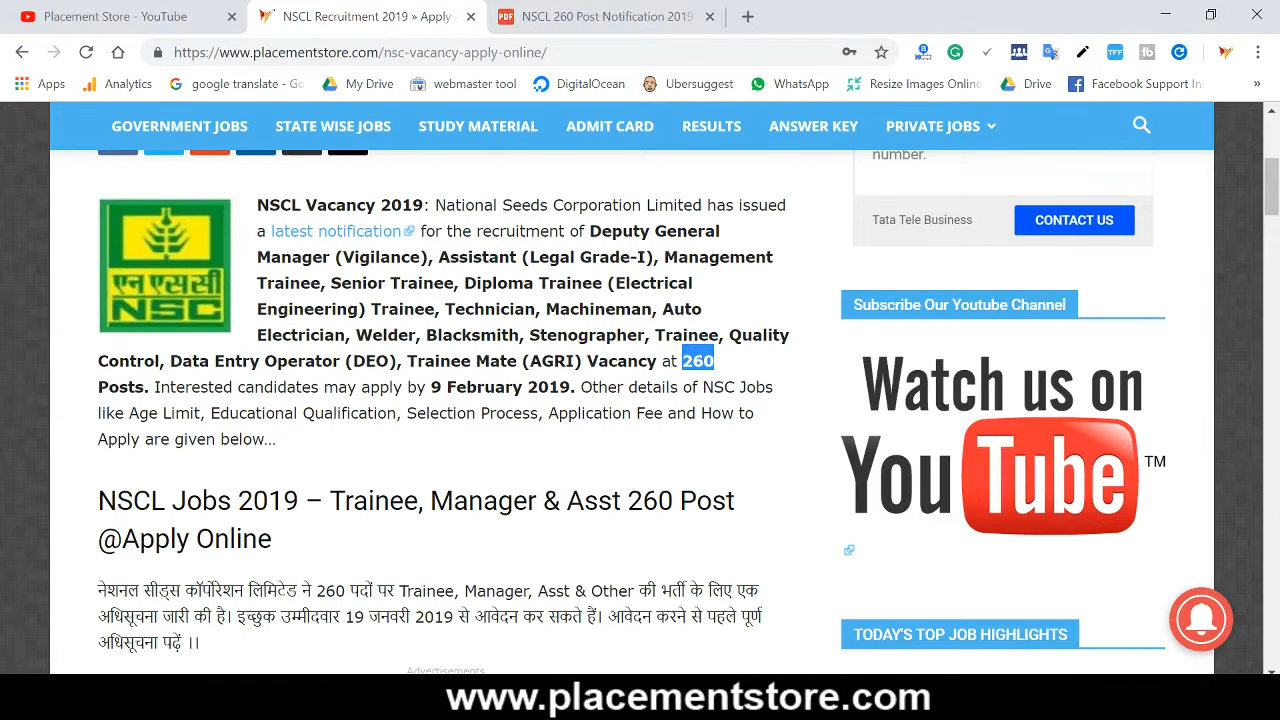 Placement Store - YouTube
NSCL Recruitment 2019 » Apply
NSCL 260 Post Notification 2019
https://www.placementstore.com/nsc-vacancy-apply-online/
Apps
Analytics
google translate - Goog
My Drive
webmaster tool
DigitalOcean
Ubersuggest
WhatsApp
Resize Images Online
Drive
Facebook Support In
GOVERNMENT JOBS
STATE WISE JOBS
STUDY MATERIAL
ADMIT CARD
RESULTS
ANSWER KEY
PRIVATE JOBS
NSCL Vacancy 2019: National Seeds Corporation Limited has issued
a latest notification for the recruitment of Deputy General
Manager (Vigilance), Assistant (Legal Grade-I), Management
Trainee, Senior Trainee, Diploma Trainee (Electrical
Engineering) Trainee, Technician, Machineman, Auto
Electrician, Welder, Blacksmith, Stenographer, Trainee, Quality
Control, Data Entry Operator (DEO), Trainee Mate (AGRI) Vacancy at 260
Posts. Interested candidates may apply by 9 February 2019. Other details of NSC Jobs
like Age Limit, Educational Qualification, Selection Process, Application Fee and How to
Apply are given below...
एन एस सी
NSC
NSCL Jobs 2019 – Trainee, Manager & Asst 260 Post
@Apply Online
नेशनल सीड्स कॉर्पोरेशन लिमिटेड ने 260 पदों पर Trainee, Manager, Asst & Other की भर्ती के लिए एक
अधिसूचना जारी की है। इच्छुक उम्मीदवार 19 जनवरी 2019 से आवेदन कर सकते हैं। आवेदन करने से पहले पूर्ण
अधिसूचना पढ़ें ।।
Advertisements
number.
Tata Tele Business
CONTACT US
Subscribe Our Youtube Channel
Watch us on
YouTube TM
TODAY'S TOP JOB HIGHLIGHTS
www.placementstore.com